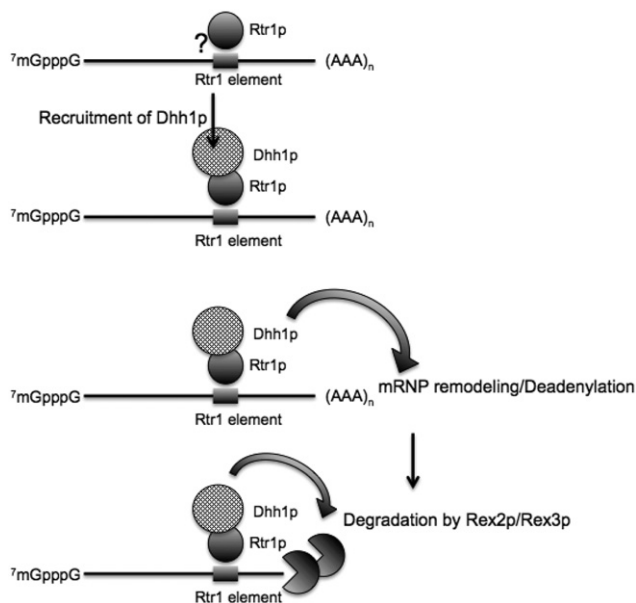 ? Rtr1p
⁷mGpppG (AAA)ₙ
Rtr1 element
Recruitment of Dhh1p
Dhh1p
Rtr1p
⁷mGpppG (AAA)ₙ
Rtr1 element
Dhh1p
Rtr1p
⁷mGpppG (AAA)ₙ mRNP remodeling/Deadenylation
Rtr1 element
Dhh1p
Degradation by Rex2p/Rex3p
Rtr1p
⁷mGpppG
Rtr1 element